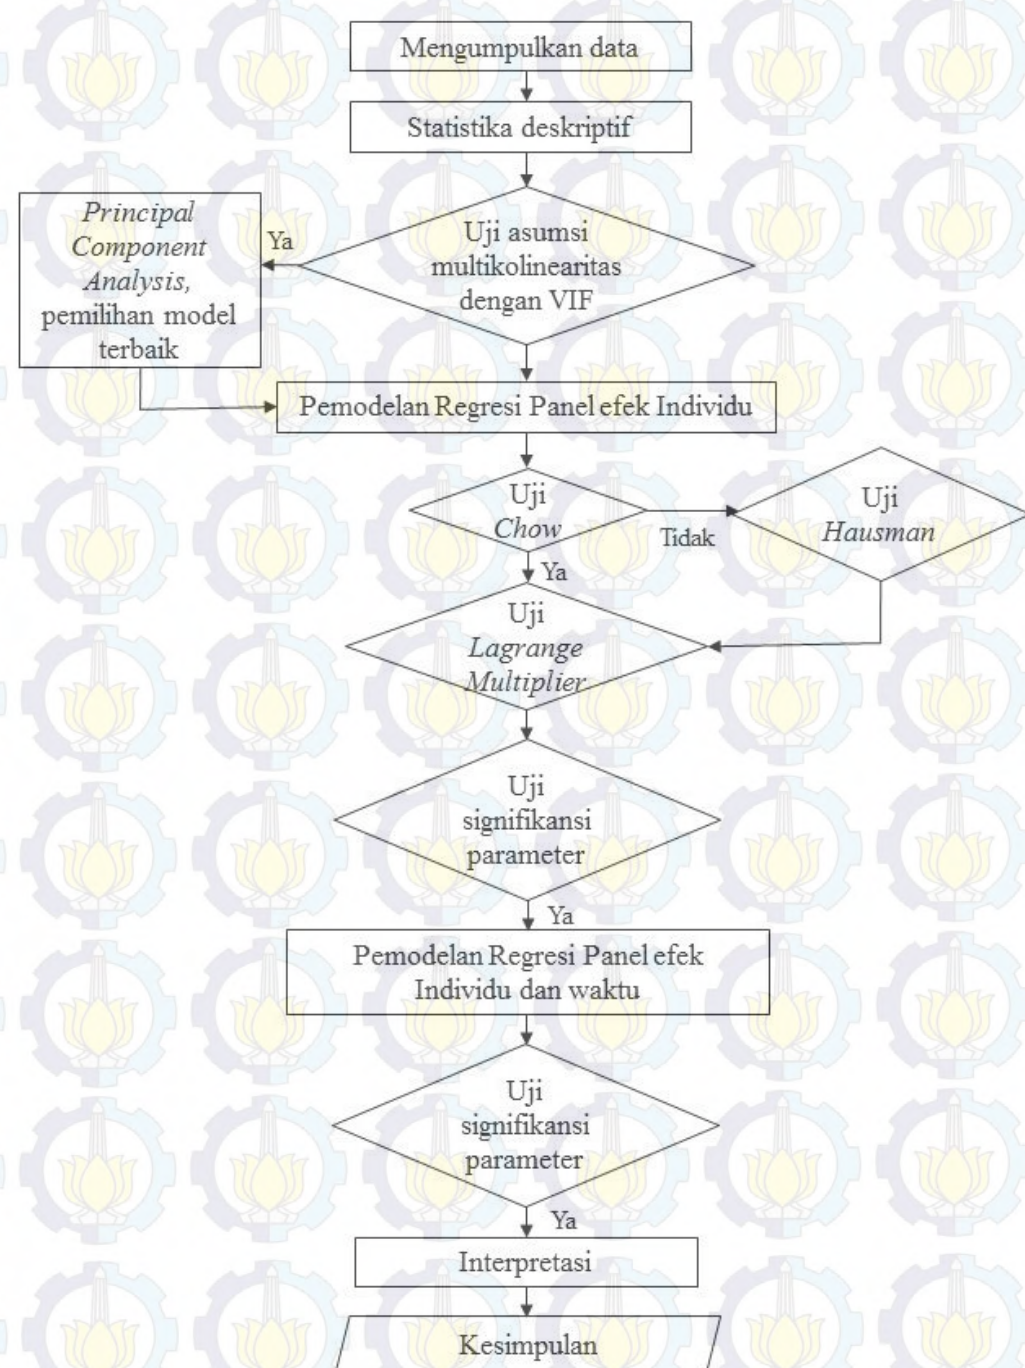 Mengumpulkan data
Statistika deskriptif
Uji asumsi
multikolinearitas
dengan VIF
Ya
Principal
Component
Analysis,
pemilihan model
terbaik
Pemodelan Regresi Panel efek Individu
Uji
Chow
Tidak
Uji
Hausman
Ya
Uji
Lagrange
Multiplier
Uji
signifikansi
parameter
Ya
Pemodelan Regresi Panel efek
Individu dan waktu
Uji
signifikansi
parameter
Ya
Interpretasi
Kesimpulan